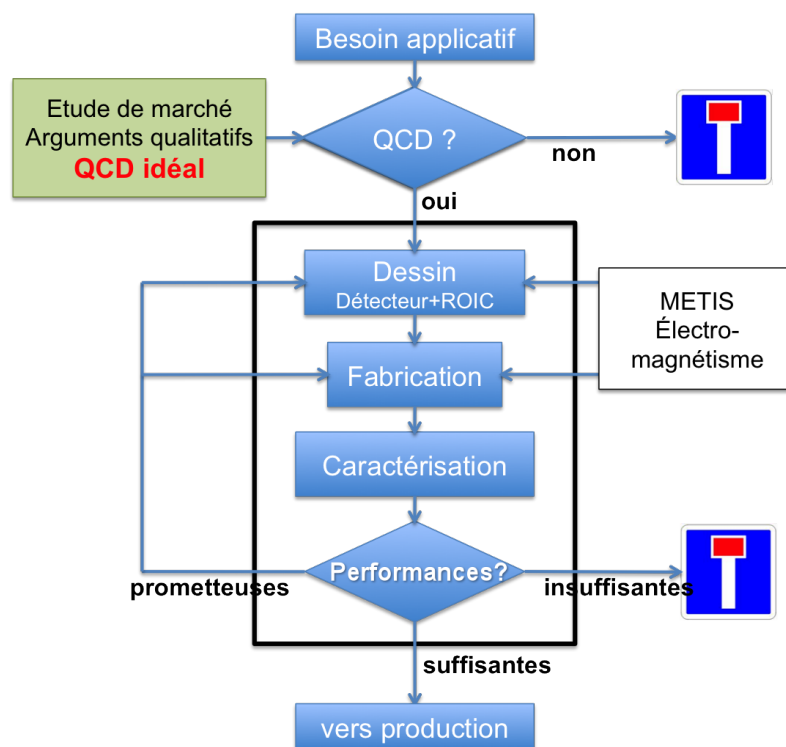 Besoin applicatif
Etude de marché
Arguments qualitatifs
QCD idéal
QCD ?
non
oui
Dessin
Détecteur+ROIC
METIS
Électro-
magnétisme
Fabrication
Caractérisation
Performances?
prometteuses
insuffisantes
suffisantes
vers production